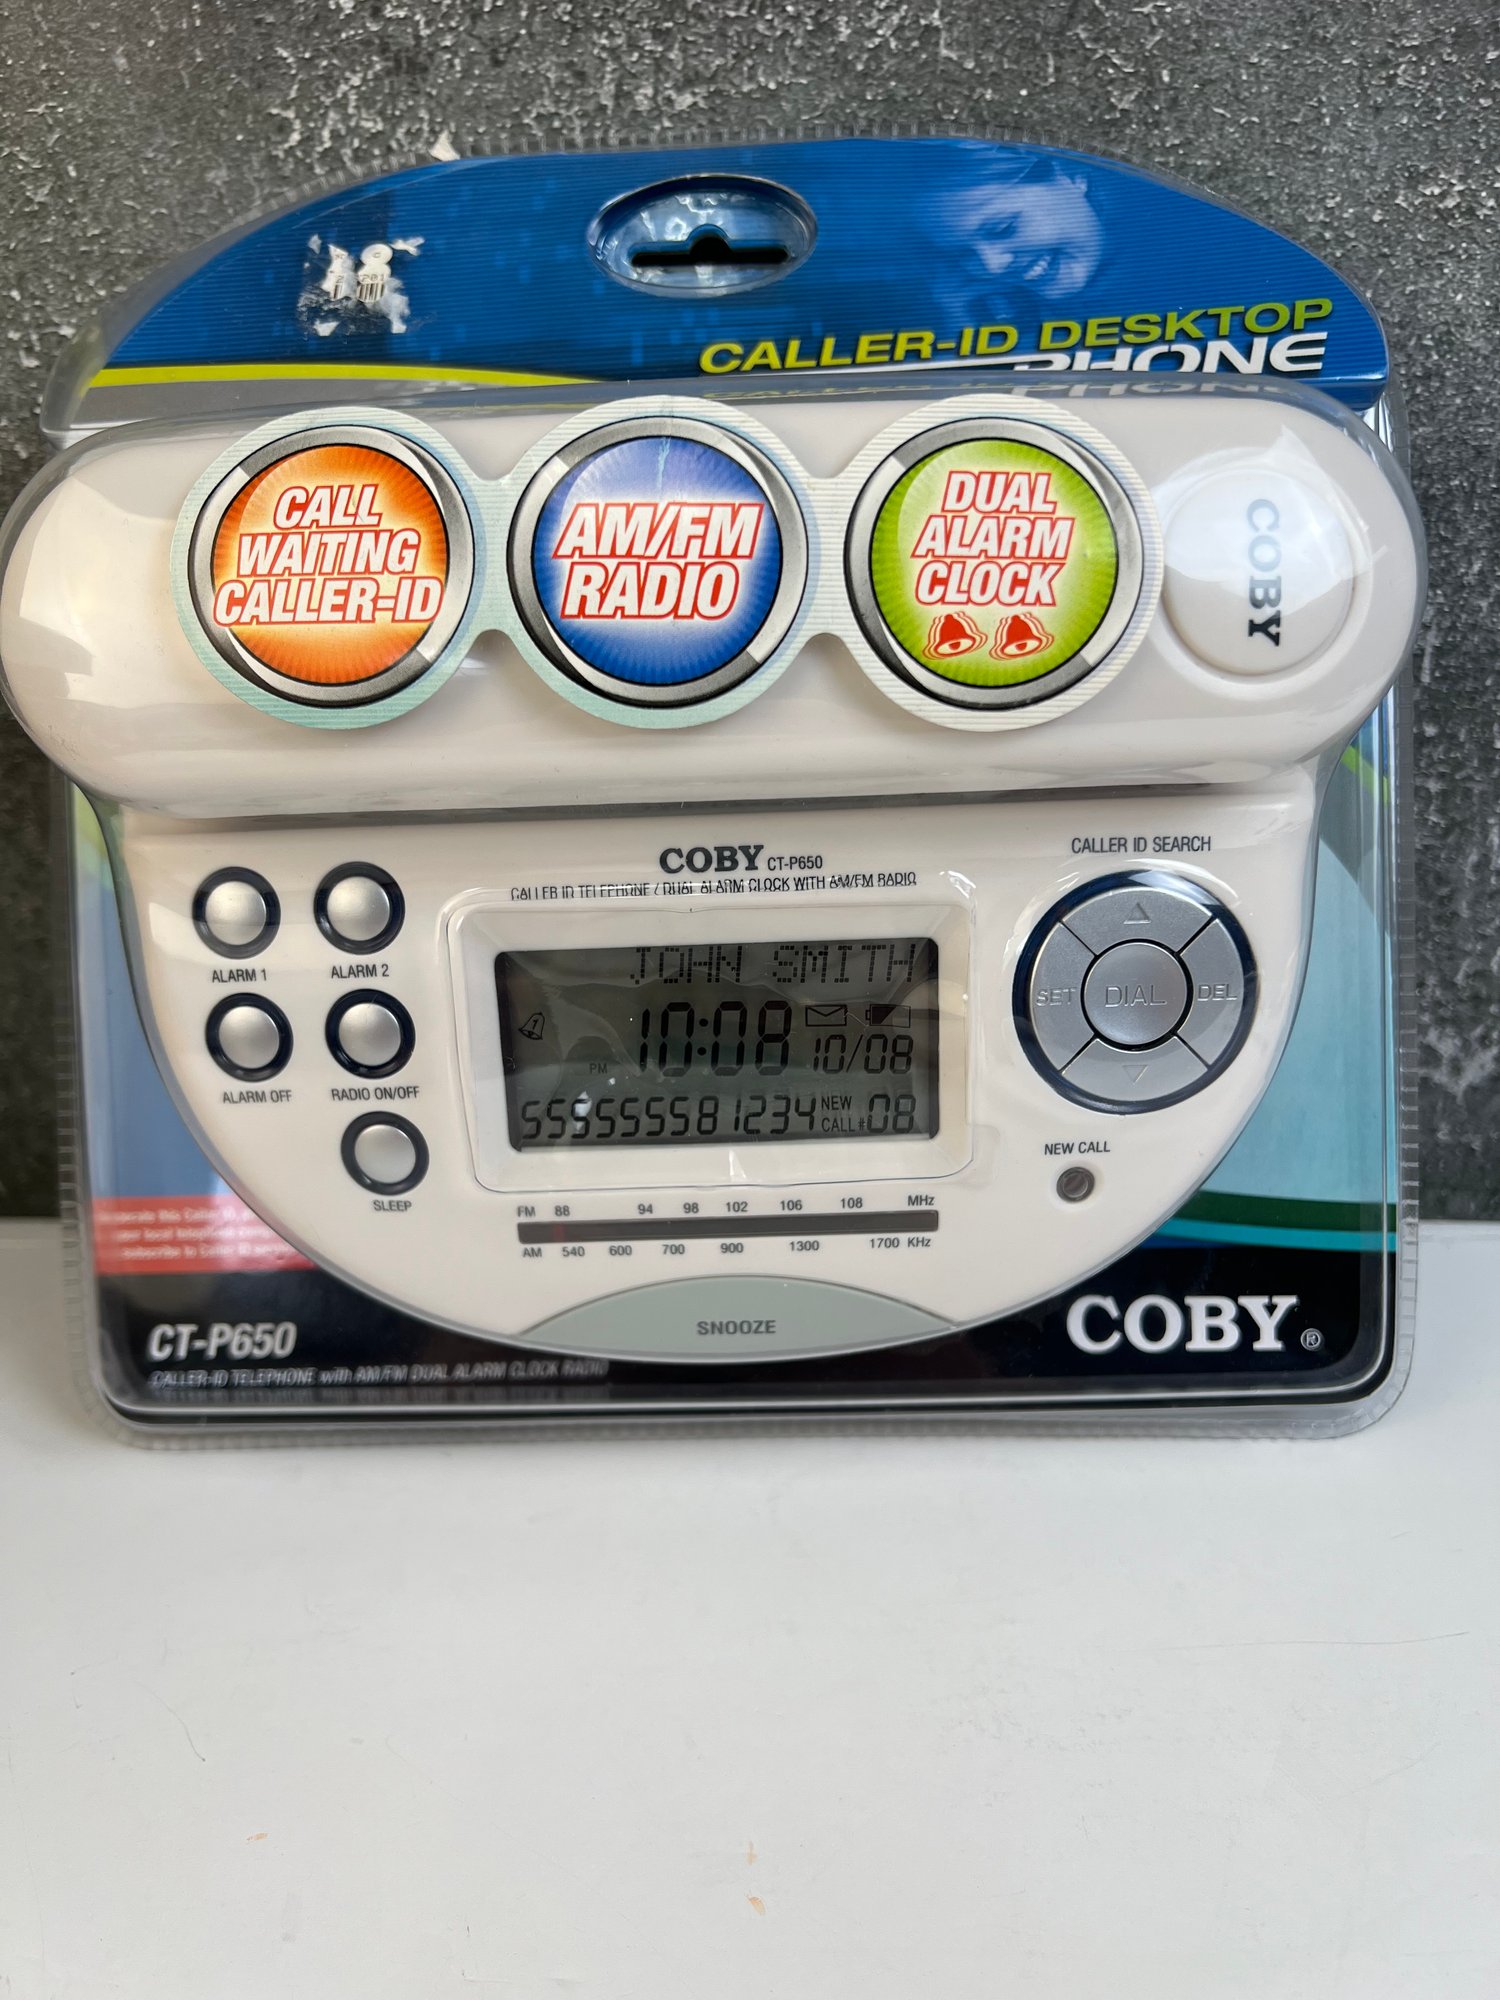 CALLER-ID DESKTOP
PHONE
CALL
WAITING
CALLER-ID
AM/FM
RADIO
DUAL
ALARM
CLOCK
COBY
COBY CT-P650
CALLER ID TELEPHONE / DUAL ALARM CLOCK WITH AM/FM RADIO
CALLER ID SEARCH
ALARM 1
ALARM 2
ALARM OFF
RADIO ON/OFF
SLEEP
JOHN SMITH
1
10:08
PM
10/08
55555555581234 NEW CALL# 08
SET
DIAL
DEL
NEW CALL
FM 88 94 98 102 106 108 MHz
AM 540 600 700 900 1300 1700 KHz
SNOOZE
CT-P650
CALLER-ID TELEPHONE with AM/FM DUAL ALARM CLOCK RADIO
COBY®